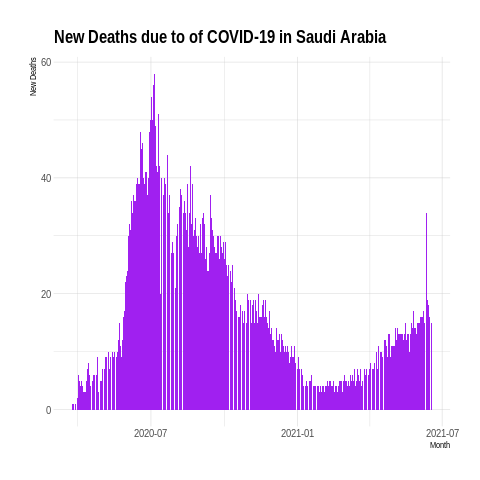 New Deaths due to of COVID-19 in Saudi Arabia
New Deaths
60
40
20
0
2020-07
2021-01
2021-07
Month